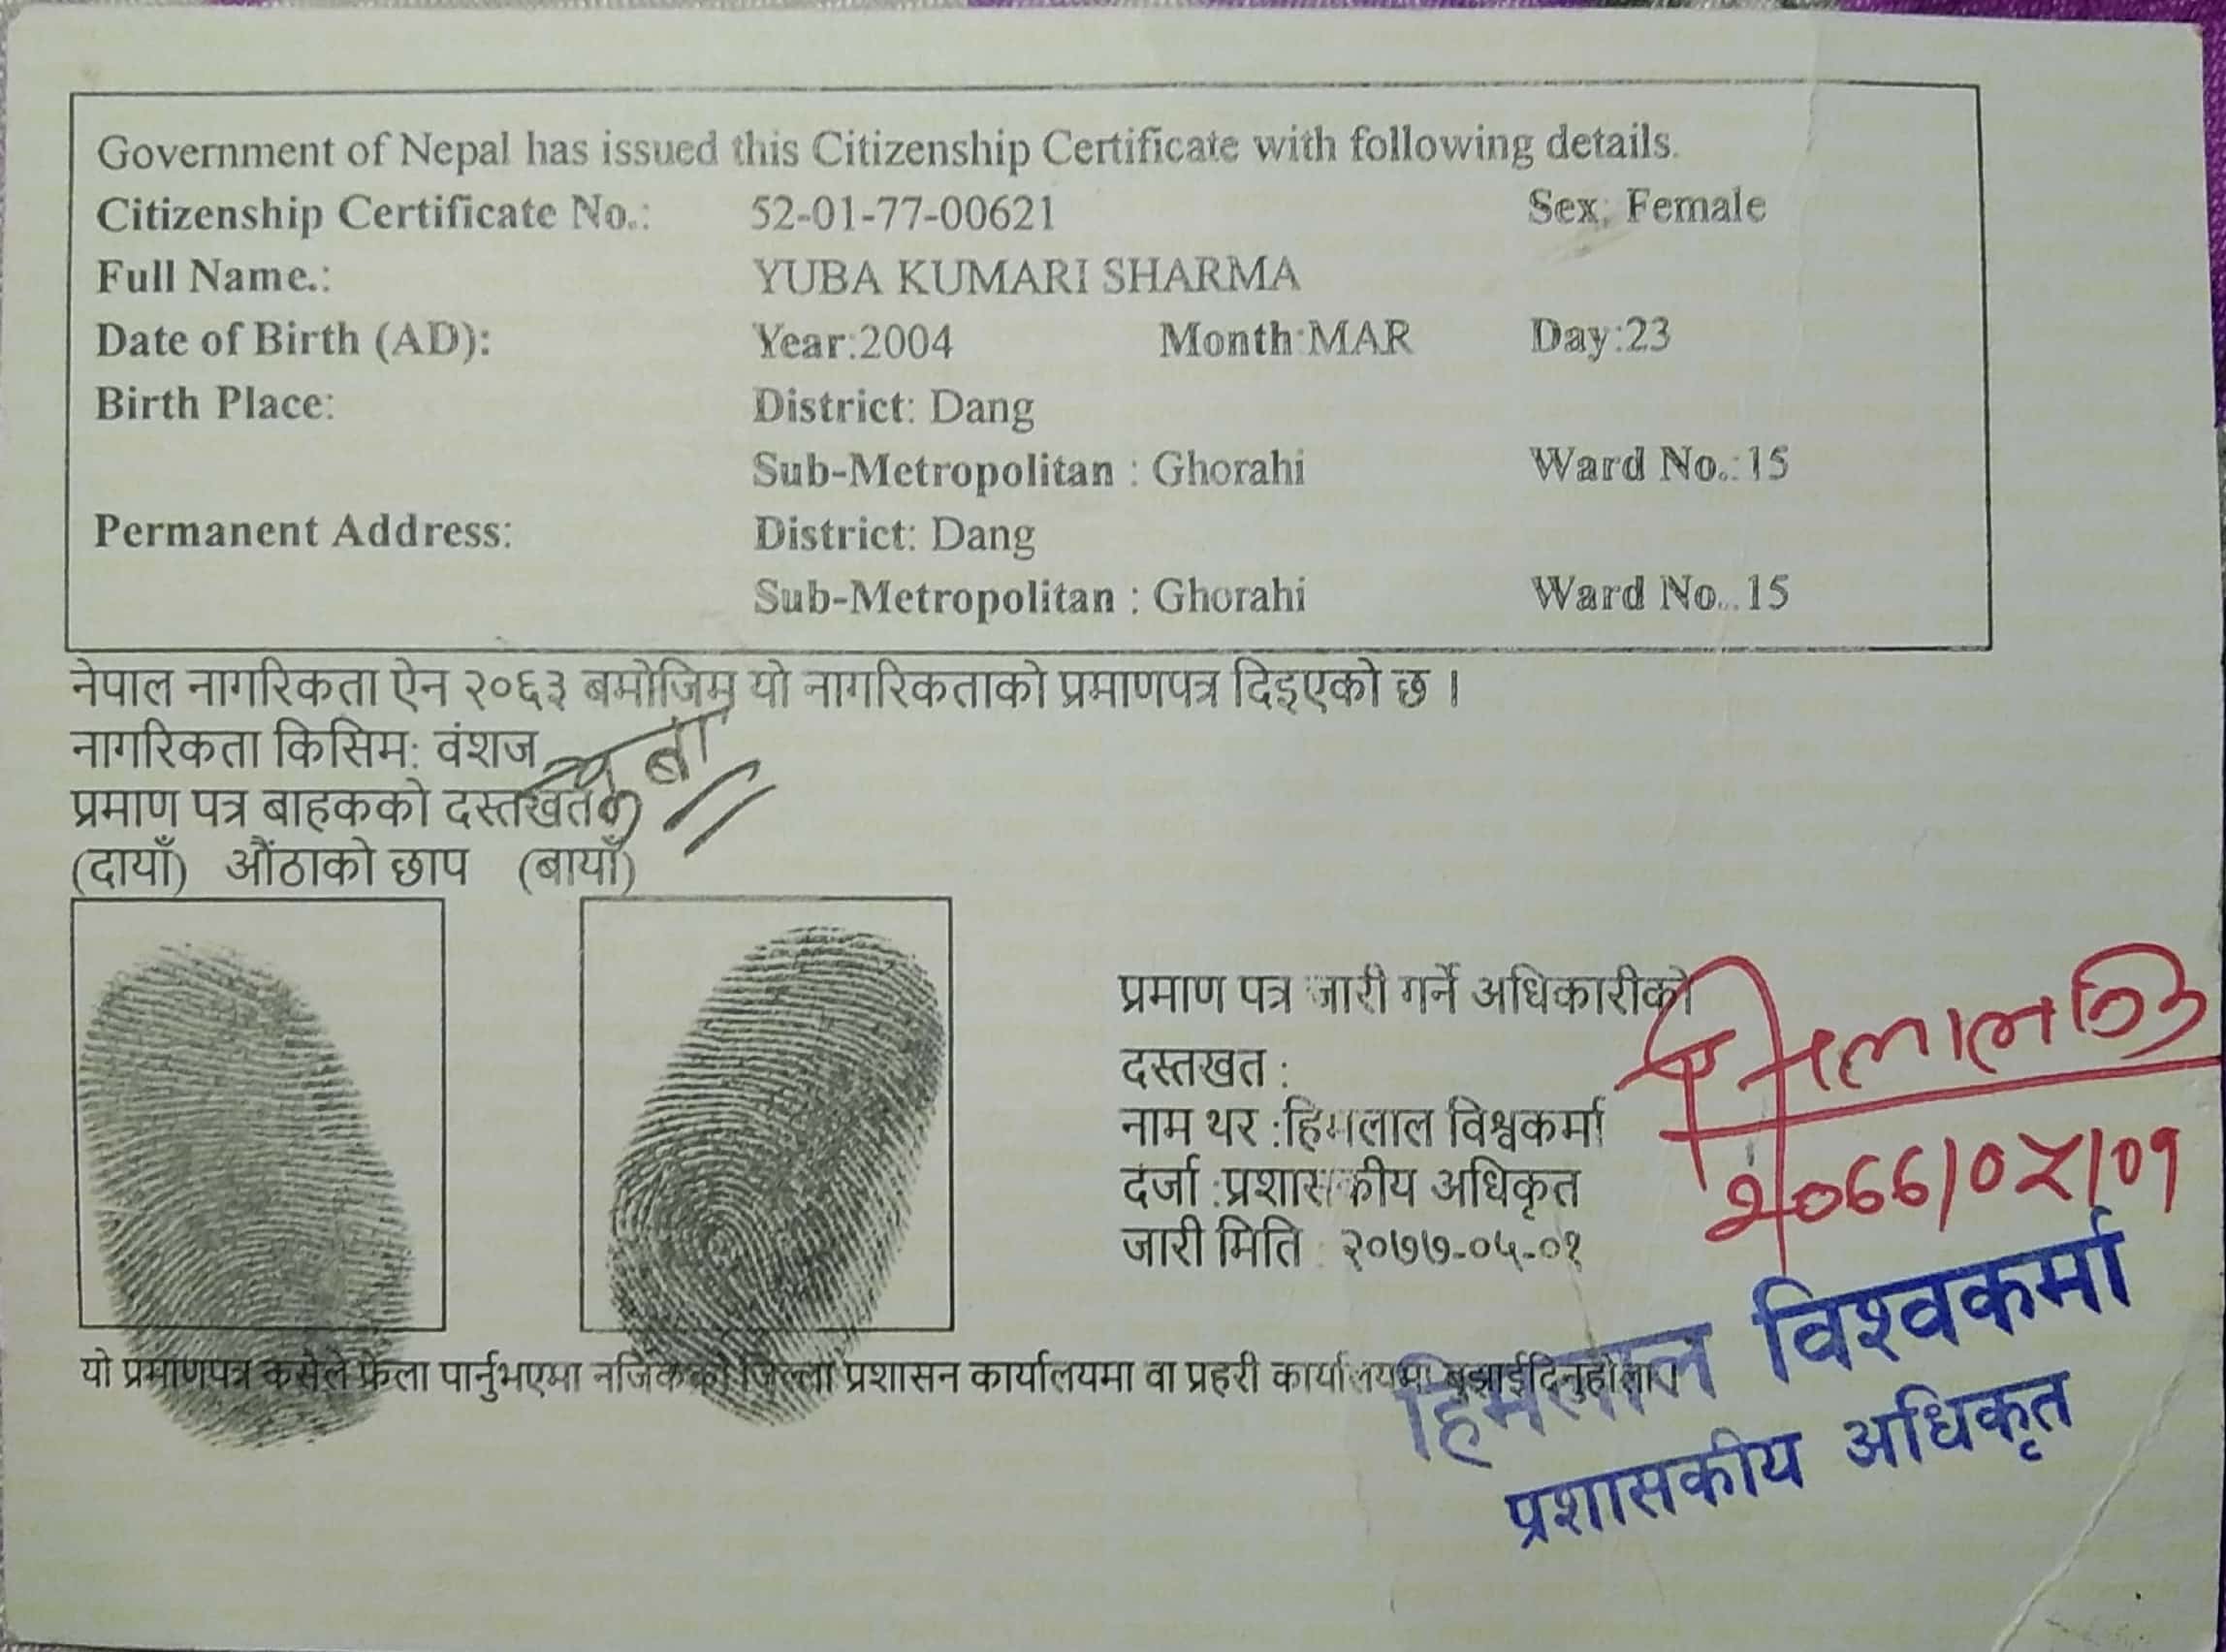 Government of Nepal has issued this Citizenship Certificate with following details.
Citizenship Certificate No.: 52-01-77-00621 Sex: Female
Full Name.: YUBA KUMARI SHARMA
Date of Birth (AD): Year:2004 Month:MAR Day:23
Birth Place: District: Dang
Sub-Metropolitan : Ghorahi Ward No.:15
Permanent Address: District: Dang
Sub-Metropolitan : Ghorahi Ward No.:15
नेपाल नागरिकता ऐन २०६३ बमोजिम यो नागरिकताको प्रमाणपत्र दिइएको छ ।
नागरिकता किसिम: वंशज
प्रमाण पत्र बाहकको दस्तखत युवा
(दायाँ) औंठाको छाप (बायाँ)
प्रमाण पत्र जारी गर्ने अधिकारीको
दस्तखत :
नाम थर :हिमलाल विश्वकर्मा
दर्जा :प्रशासकीय अधिकृत
जारी मिति : २०७७-०५-०१
२०७७/०५/०१
यो प्रमाणपत्र कसैले फेला पार्नुभएमा नजिकको जिल्ला प्रशासन कार्यालयमा वा प्रहरी कार्यालयमा बुझाईदिनुहोला।
हिमलाल विश्वकर्मा
प्रशासकीय अधिकृत